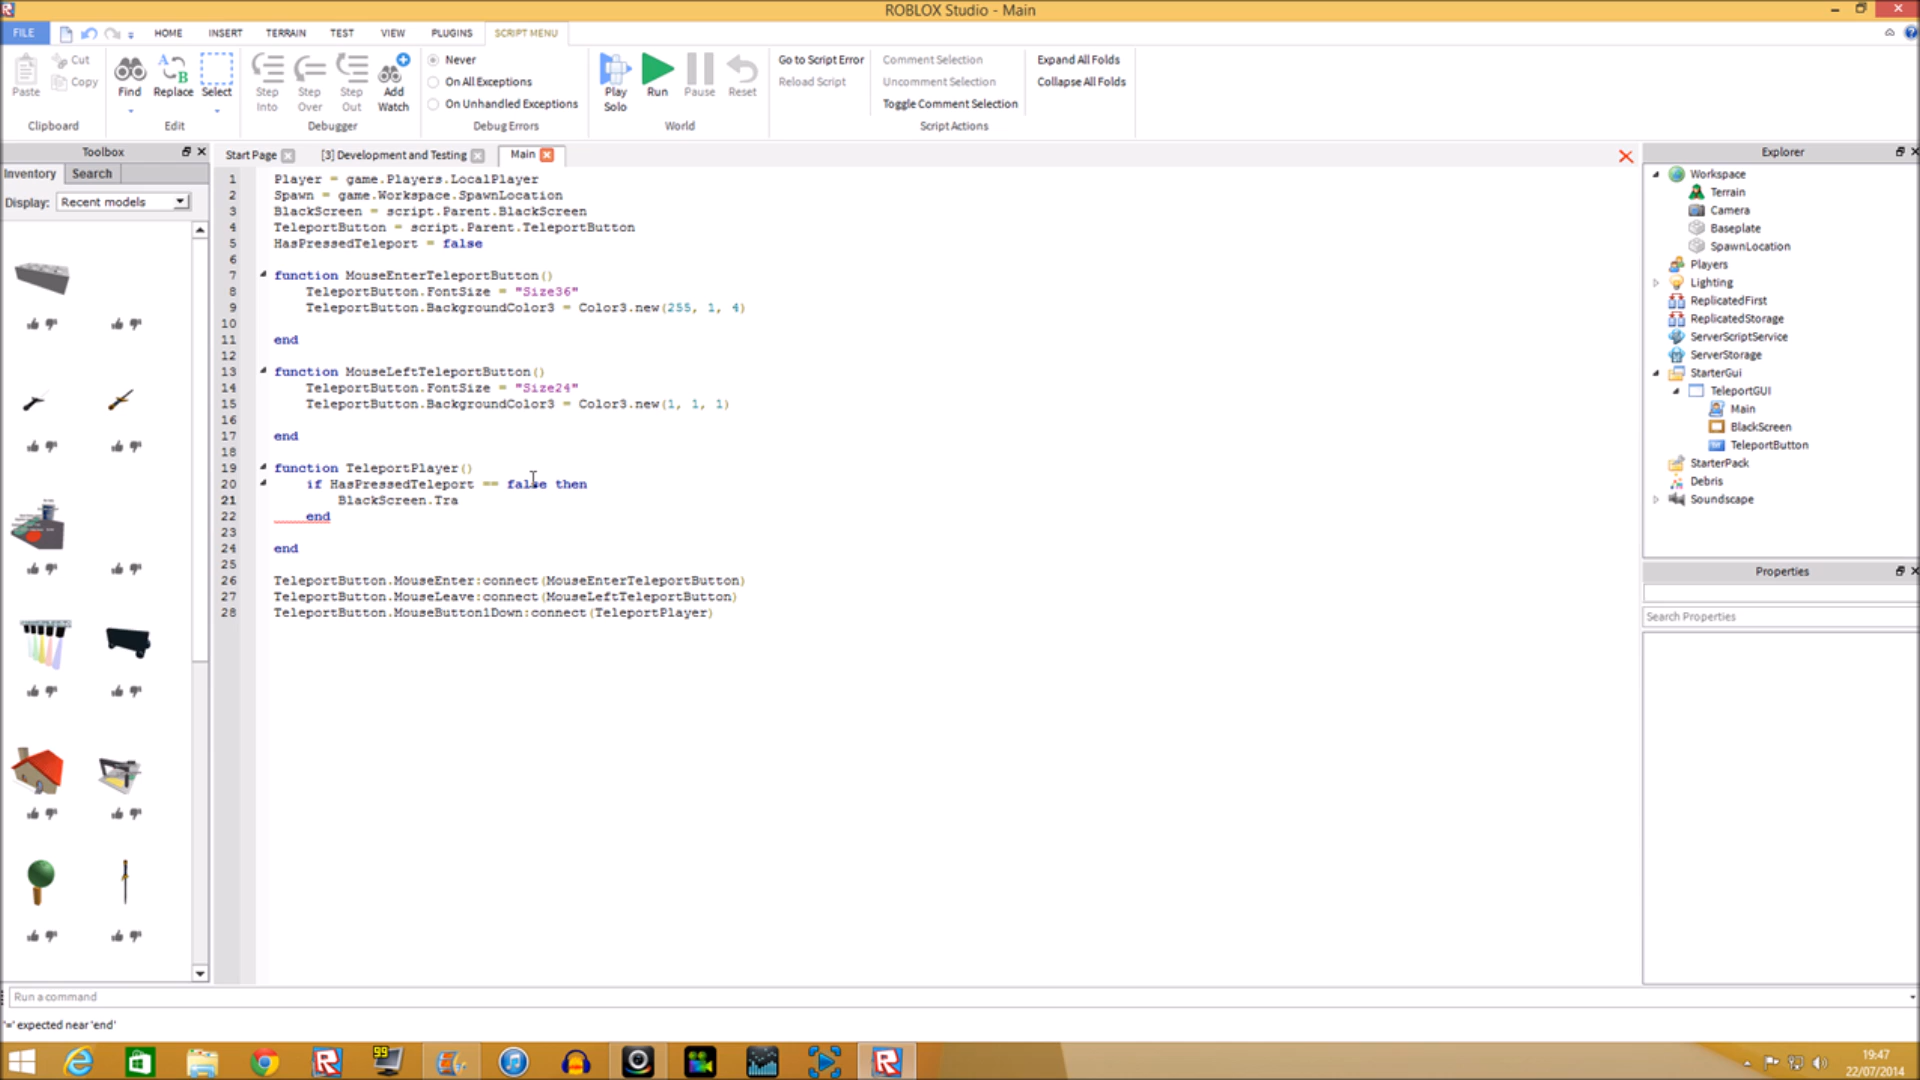 ROBLOX Studio - Main
FILE
HOME
INSERT
TERRAIN
TEST
VIEW
PLUGINS
SCRIPT MENU
Paste
Cut
Copy
Clipboard
Find
Replace
Select
Edit
Step Into
Step Over
Step Out
Add Watch
Debugger
Never
On All Exceptions
On Unhandled Exceptions
Debug Errors
Play Solo
Run
Pause
Reset
World
Go to Script Error
Reload Script
Comment Selection
Uncomment Selection
Toggle Comment Selection
Script Actions
Expand All Folds
Collapse All Folds
Toolbox
Inventory
Search
Display:
Recent models
Start Page
[3] Development and Testing
Main
1 Player = game.Players.LocalPlayer
2 Spawn = game.Workspace.SpawnLocation
3 BlackScreen = script.Parent.BlackScreen
4 TeleportButton = script.Parent.TeleportButton
5 HasPressedTeleport = false
6
7 function MouseEnterTeleportButton()
8 TeleportButton.FontSize = "Size36"
9 TeleportButton.BackgroundColor3 = Color3.new(255, 1, 4)
10
11 end
12
13 function MouseLeftTeleportButton()
14 TeleportButton.FontSize = "Size24"
15 TeleportButton.BackgroundColor3 = Color3.new(1, 1, 1)
16
17 end
18
19 function TeleportPlayer()
20 if HasPressedTeleport == false then
21 BlackScreen.Tra
22 end
23
24 end
25
26 TeleportButton.MouseEnter:connect(MouseEnterTeleportButton)
27 TeleportButton.MouseLeave:connect(MouseLeftTeleportButton)
28 TeleportButton.MouseButton1Down:connect(TeleportPlayer)
Explorer
Workspace
Terrain
Camera
Baseplate
SpawnLocation
Players
Lighting
ReplicatedFirst
ReplicatedStorage
ServerScriptService
ServerStorage
StarterGui
TeleportGUI
Main
BlackScreen
TeleportButton
StarterPack
Debris
Soundscape
Properties
Search Properties
Run a command
'=' expected near 'end'
99
19:47
22/07/2014